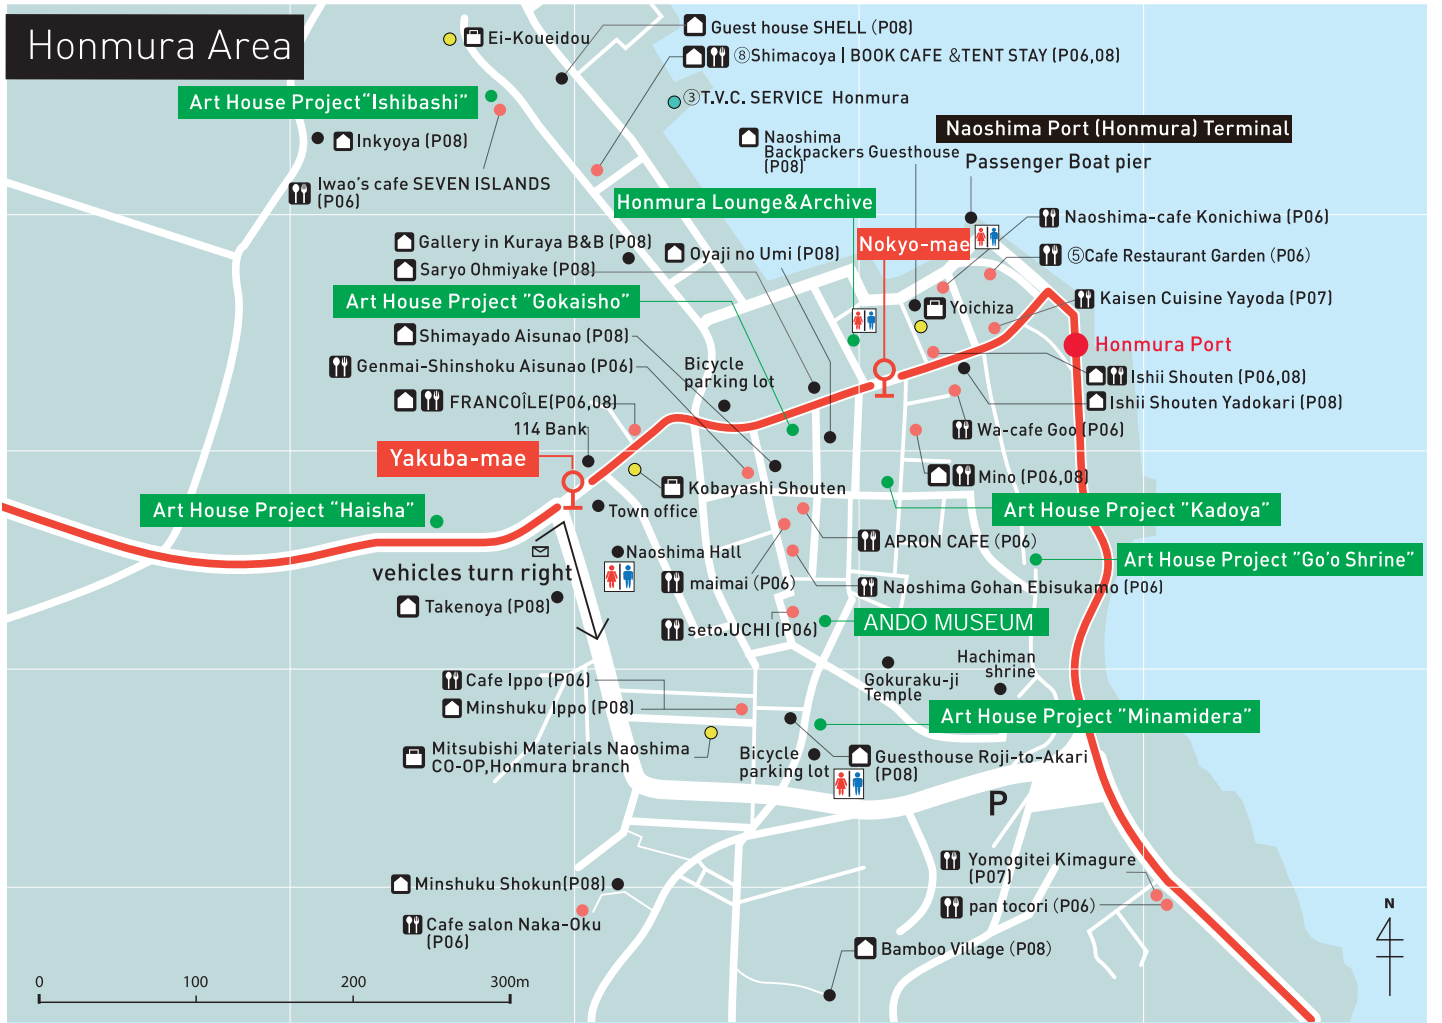 Honmura Area
Ei-Koueidou
Guest house SHELL (P08)
⑧Shimacoya | BOOK CAFE &TENT STAY (P06,08)
③T.V.C. SERVICE Honmura
Art House Project“Ishibashi”
Inkyoya (P08)
Iwao's cafe SEVEN ISLANDS
(P06)
Naoshima
Backpackers Guesthouse
(P08)
Naoshima Port (Honmura) Terminal
Passenger Boat pier
Honmura Lounge&Archive
Nokyo-mae
Naoshima-cafe Konichiwa (P06)
⑤Cafe Restaurant Garden (P06)
Kaisen Cuisine Yayoda (P07)
Gallery in Kuraya B&B (P08)
Saryo Ohmiyake (P08)
Oyaji no Umi (P08)
Art House Project ”Gokaisho”
Yoichiza
Shimayado Aisunao (P08)
Genmai-Shinshoku Aisunao (P06)
Honmura Port
Bicycle
parking lot
Ishii Shouten (P06,08)
Ishii Shouten Yadokari (P08)
FRANCOÎLE(P06,08)
114 Bank
Wa-cafe Goo (P06)
Yakuba-mae
Mino (P06,08)
Kobayashi Shouten
Town office
Art House Project “Haisha”
Art House Project ”Kadoya”
APRON CAFE (P06)
Naoshima Hall
Art House Project ”Go'o Shrine”
vehicles turn right
maimai (P06)
Naoshima Gohan Ebisukamo (P06)
Takenoya (P08)
seto.UCHI (P06)
ANDO MUSEUM
Hachiman
shrine
Gokuraku-ji
Temple
Cafe Ippo (P06)
Minshuku Ippo (P08)
Art House Project ”Minamidera”
Mitsubishi Materials Naoshima
CO-OP,Honmura branch
Bicycle
parking lot
Guesthouse Roji-to-Akari
(P08)
P
Yomogitei Kimagure
(P07)
pan tocori (P06)
Minshuku Shokun(P08)
Cafe salon Naka-Oku
(P06)
Bamboo Village (P08)
N
0 100 200 300m